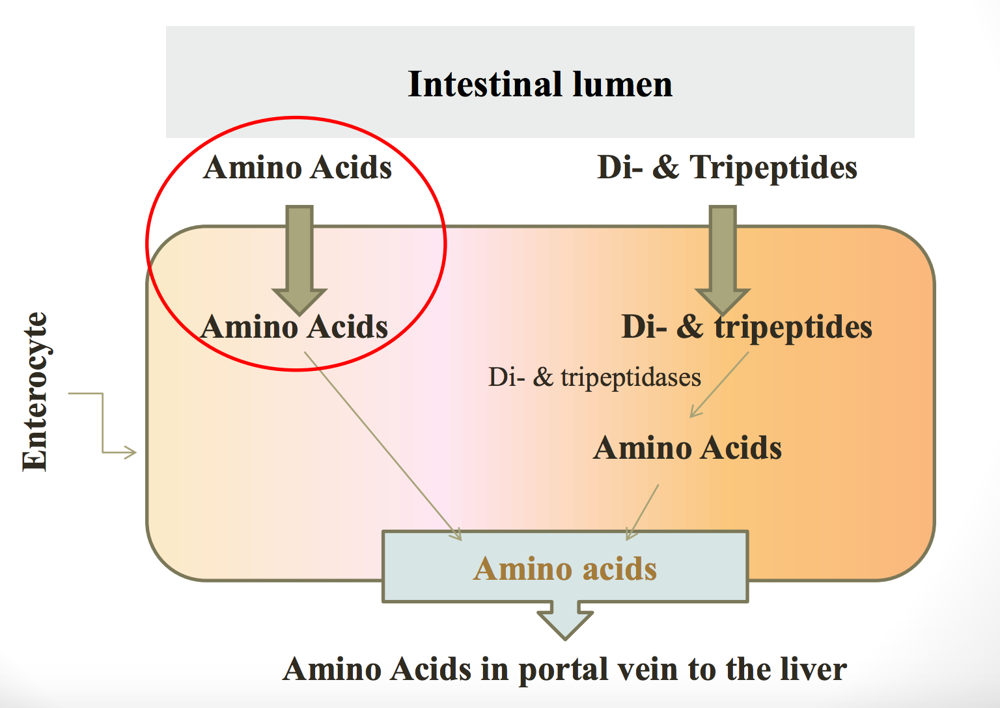 Intestinal lumen
Amino Acids
Di- & Tripeptides
Amino Acids
Di- & tripeptides
Enterocyte
Di- & tripeptidases
Amino Acids
Amino acids
Amino Acids in portal vein to the liver